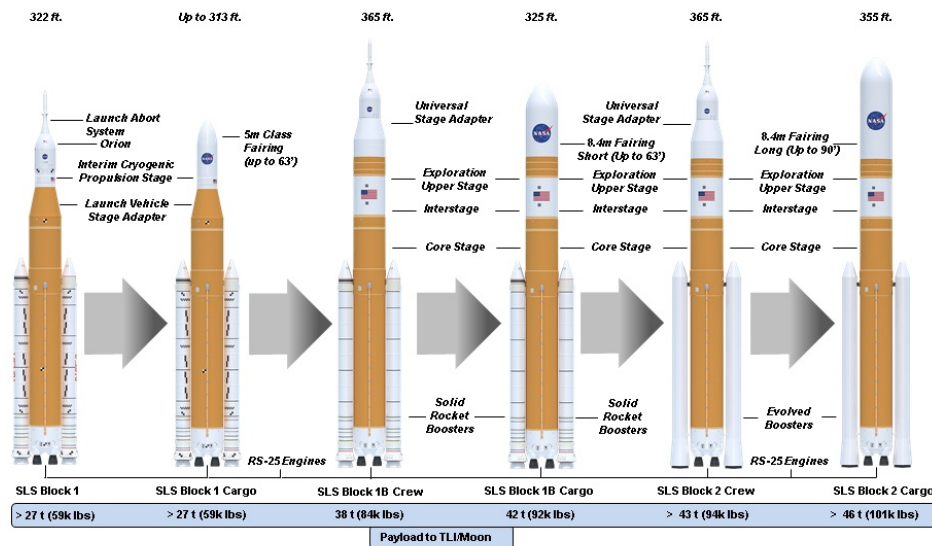 322 ft.
Up to 313 ft.
365 ft.
325 ft.
365 ft.
355 ft.
Launch Abort
System
Orion
Interim Cryogenic
Propulsion Stage
Launch Vehicle
Stage Adapter
5m Class
Fairing
(up to 63')
Universal
Stage Adapter
Exploration
Upper Stage
Interstage
Core Stage
Solid
Rocket
Boosters
NASA
8.4m Fairing
Short (Up to 63')
Universal
Stage Adapter
Exploration
Upper Stage
Interstage
Core Stage
Solid
Rocket
Boosters
NASA
8.4m Fairing
Long (Up to 90')
Exploration
Upper Stage
Interstage
Core Stage
Evolved
Boosters
RS-25 Engines
RS-25 Engines
SLS Block 1
SLS Block 1 Cargo
SLS Block 1B Crew
SLS Block 1B Cargo
SLS Block 2 Crew
SLS Block 2 Cargo
> 27 t (59k lbs)
> 27 t (59k lbs)
38 t (84k lbs)
42 t (92k lbs)
> 43 t (94k lbs)
> 46 t (101k lbs)
Payload to TLI/Moon